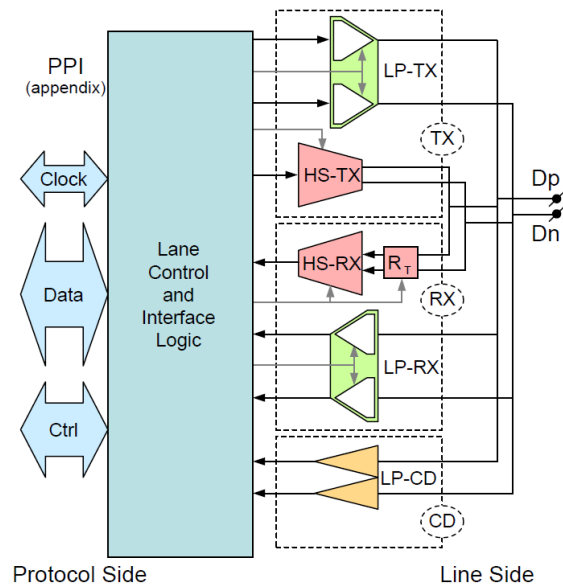 PPI
(appendix)
Clock
Data
Ctrl
Lane
Control
and
Interface
Logic
LP-TX
TX
HS-TX
HS-RX
RT
RX
LP-RX
LP-CD
CD
Dp
Dn
Protocol Side
Line Side